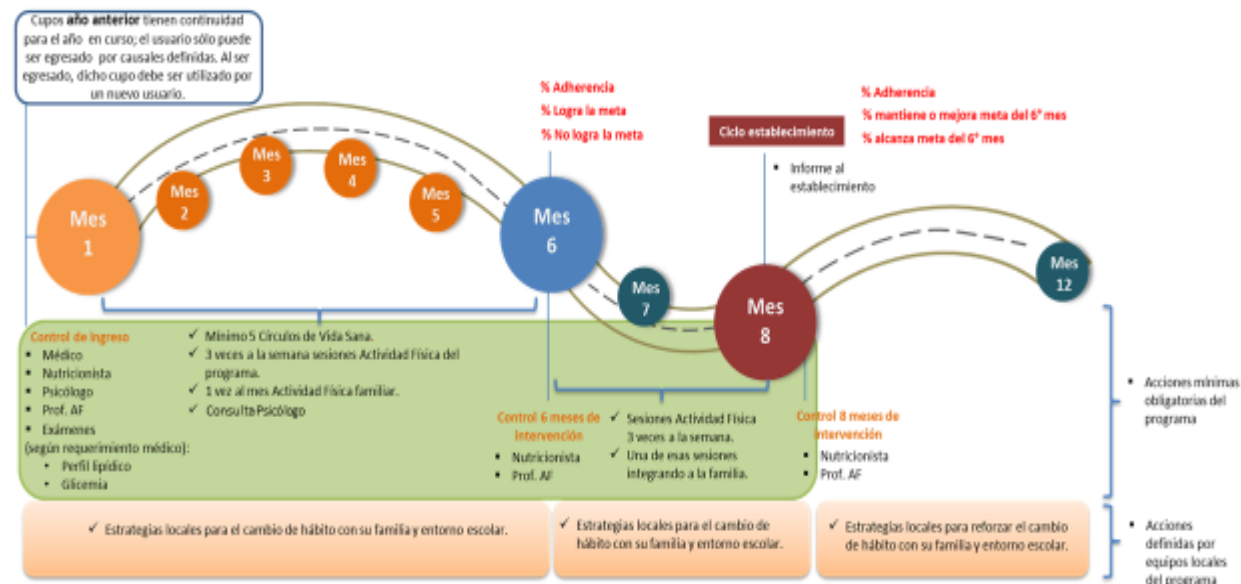 Cupos año anterior tienen continuidad
para el año en curso; el usuario sólo puede
ser egresado por causales definidas. Al ser
egresado, dicho cupo debe ser utilizado por
un nuevo usuario.
% Adherencia
% Logra la meta
% No logra la meta
Ciclo establecimiento
% Adherencia
% mantiene o mejora meta del 6° mes
% alcanza meta del 6° mes
▪ Informe al
establecimiento
Mes
1
Mes
2
Mes
3
Mes
4
Mes
5
Mes
6
Mes
7
Mes
8
Mes
12
Control de Ingreso
▪ Médico
▪ Nutricionista
▪ Psicólogo
▪ Prof. AF
▪ Exámenes
(según requerimiento médico):
• Perfil lipídico
• Glicemia
✓ Mínimo 5 Círculos de Vida Sana.
✓ 3 veces a la semana sesiones Actividad Física del
programa.
✓ 1 vez al mes Actividad Física familiar.
✓ Consulta Psicólogo
Control 6 meses de
intervención
▪ Nutricionista
▪ Prof. AF
✓ Sesiones Actividad Física
3 veces a la semana.
✓ Una de esas sesiones
integrando a la familia.
Control 8 meses de
intervención
▪ Nutricionista
▪ Prof. AF
▪ Acciones mínimas
obligatorias del
programa
✓ Estrategias locales para el cambio de hábito con su familia y entorno escolar.
✓ Estrategias locales para el cambio de
hábito con su familia y entorno escolar.
✓ Estrategias locales para reforzar el cambio
de hábito con su familia y entorno escolar.
▪ Acciones
definidas por
equipos locales
del programa